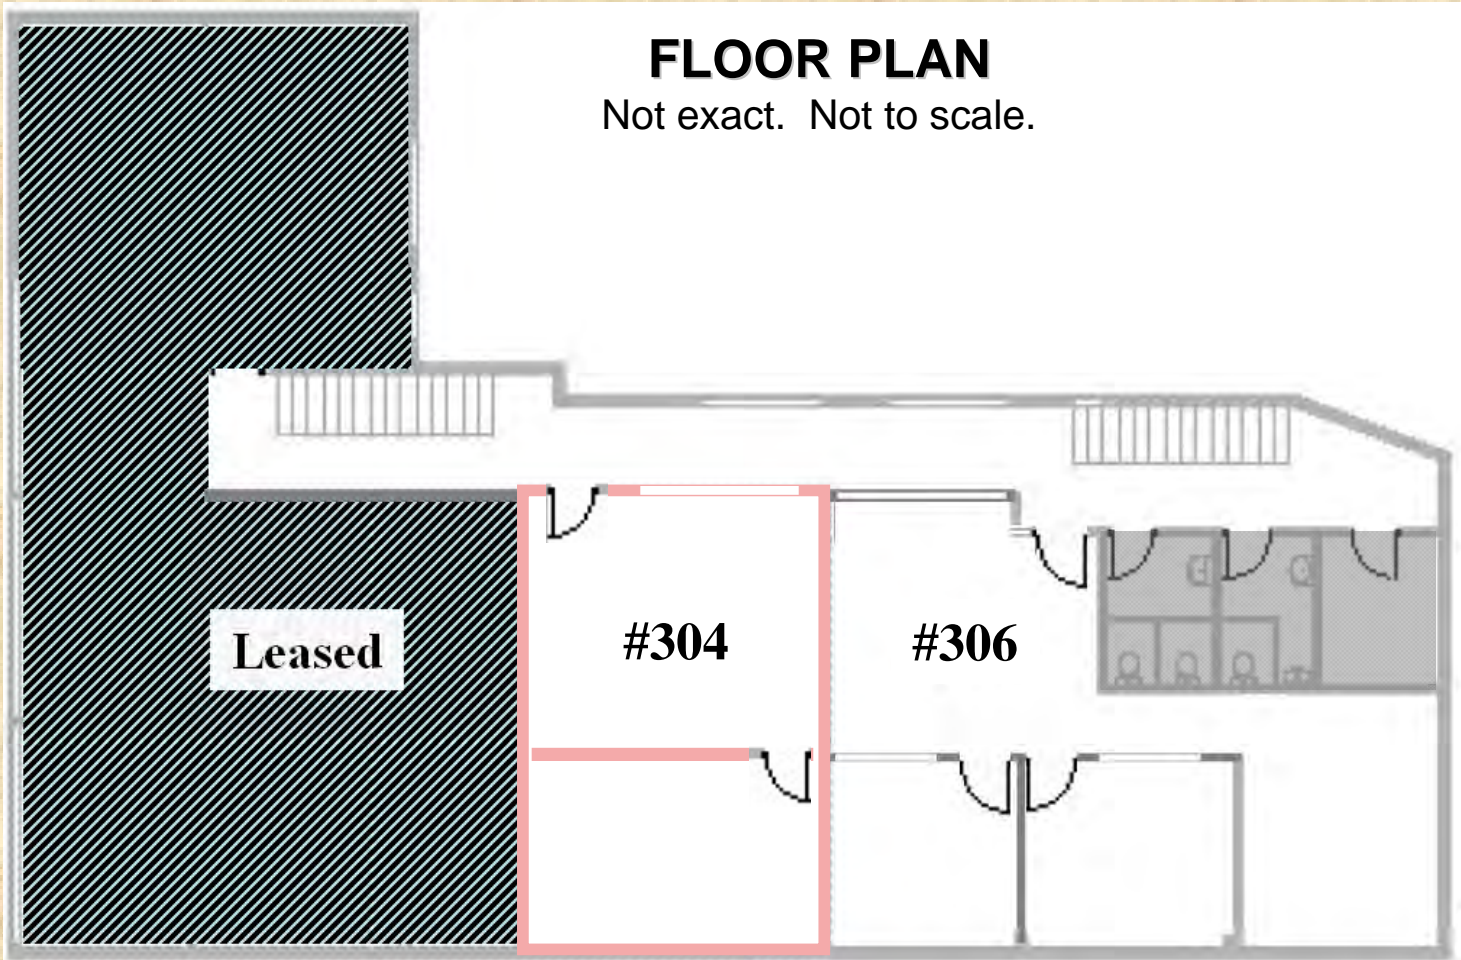 FLOOR PLAN
Not exact.  Not to scale.
Leased
#304
#306